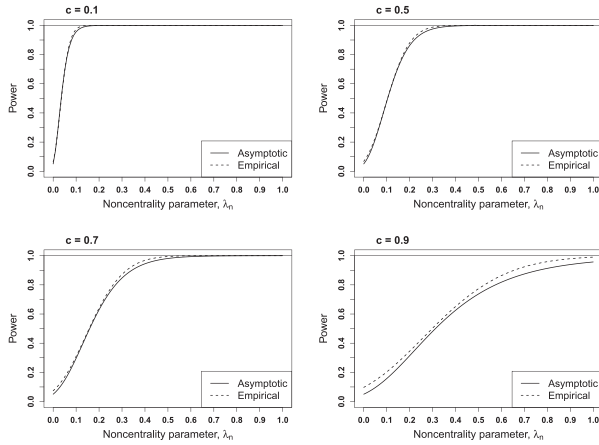 c = 0.1
Power
0.0 0.2 0.4 0.6 0.8 1.0
Asymptotic
Empirical
0.0 0.1 0.2 0.3 0.4 0.5 0.6 0.7 0.8 0.9 1.0
Noncentrality parameter, λn
c = 0.5
Power
0.0 0.2 0.4 0.6 0.8 1.0
Asymptotic
Empirical
0.0 0.1 0.2 0.3 0.4 0.5 0.6 0.7 0.8 0.9 1.0
Noncentrality parameter, λn
c = 0.7
Power
0.0 0.2 0.4 0.6 0.8 1.0
Asymptotic
Empirical
0.0 0.1 0.2 0.3 0.4 0.5 0.6 0.7 0.8 0.9 1.0
Noncentrality parameter, λn
c = 0.9
Power
0.0 0.2 0.4 0.6 0.8 1.0
Asymptotic
Empirical
0.0 0.1 0.2 0.3 0.4 0.5 0.6 0.7 0.8 0.9 1.0
Noncentrality parameter, λn